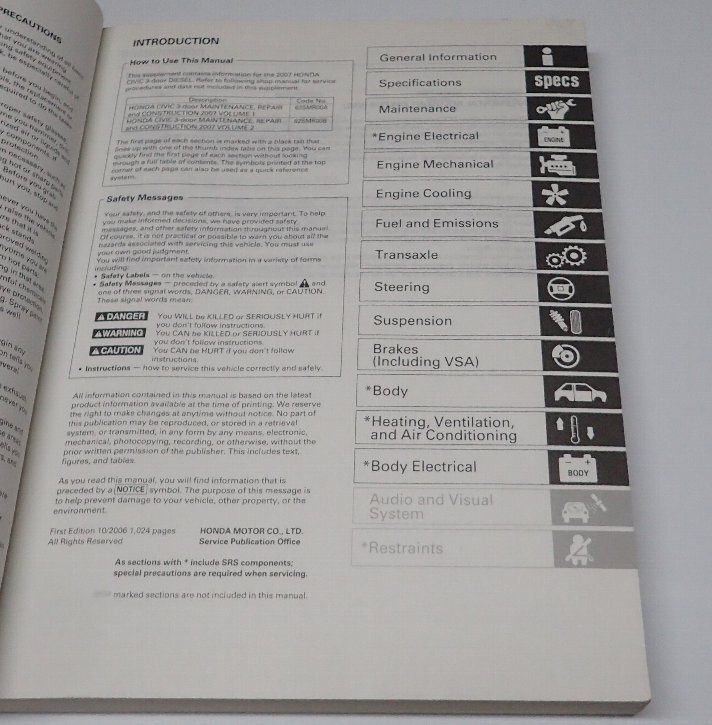 PRECAUTIONS
INTRODUCTION
How to Use This Manual
This supplement contains information for the 2007 HONDA
CIVIC 3-door DIESEL. Refer to following shop manual for service
procedures and data not included in this supplement.
Description Code No.
HONDA CIVIC 3-door MAINTENANCE, REPAIR
and CONSTRUCTION 2007 VOLUME 1
HONDA CIVIC 3-door MAINTENANCE, REPAIR
and CONSTRUCTION 2007 VOLUME 2
The first page of each section is marked with a black tab that
lines up with one of the thumb index tabs on this page. You can
quickly find the first page of each section without looking
through a full table of contents. The symbols printed at the top
corner of each page can also be used as a quick reference
system.
Safety Messages
Your safety, and the safety of others, is very important. To help
you make informed decisions, we have provided safety
messages, and other safety information throughout this manual.
Of course, it is not practical or possible to warn you about all the
hazards associated with servicing this vehicle. You must use
your own good judgment.
You will find important safety information in a variety of forms
including:
• Safety Labels — on the vehicle.
• Safety Messages — preceded by a safety alert symbol and
one of three signal words, DANGER, WARNING, or CAUTION.
These signal words mean:
DANGER You WILL be KILLED or SERIOUSLY HURT if
you don't follow instructions.
WARNING You CAN be KILLED or SERIOUSLY HURT if
you don't follow instructions.
CAUTION You CAN be HURT if you don't follow
instructions.
• Instructions — how to service this vehicle correctly and safely.
All information contained in this manual is based on the latest
product information available at the time of printing. We reserve
the right to make changes at anytime without notice. No part of
this publication may be reproduced, or stored in a retrieval
system, or transmitted, in any form by any means, electronic,
mechanical, photocopying, recording, or otherwise, without the
prior written permission of the publisher. This includes text,
figures, and tables.
As you read this manual, you will find information that is
preceded by a NOTICE symbol. The purpose of this message is
to help prevent damage to your vehicle, other property, or the
environment.
First Edition 10/2006 1,024 pages HONDA MOTOR CO., LTD.
All Rights Reserved Service Publication Office
As sections with * include SRS components;
special precautions are required when servicing.
marked sections are not included in this manual.
General Information
Specifications specs
Maintenance
*Engine Electrical ENGINE
Engine Mechanical
Engine Cooling
Fuel and Emissions
Transaxle
Steering
Suspension
Brakes
(Including VSA)
*Body
*Heating, Ventilation,
and Air Conditioning
*Body Electrical BODY
Audio and Visual
System
*Restraints